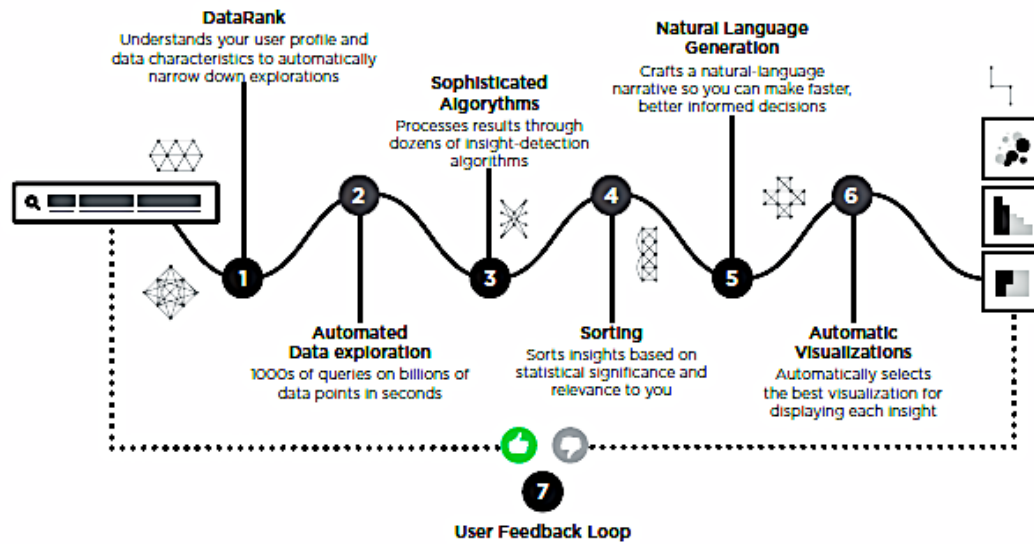 DataRank
Understands your user profile and
data characteristics to automatically
narrow down explorations
1
2
Automated
Data exploration
1000s of queries on billions of
data points in seconds
Sophisticated
Algorythms
Processes results through
dozens of insight-detection
algorithms
3
4
Sorting
Sorts insights based on
statistical significance and
relevance to you
Natural Language
Generation
Crafts a natural-language
narrative so you can make faster,
better informed decisions
5
6
Automatic
Visualizations
Automatically selects
the best visualization for
displaying each insight
7
User Feedback Loop